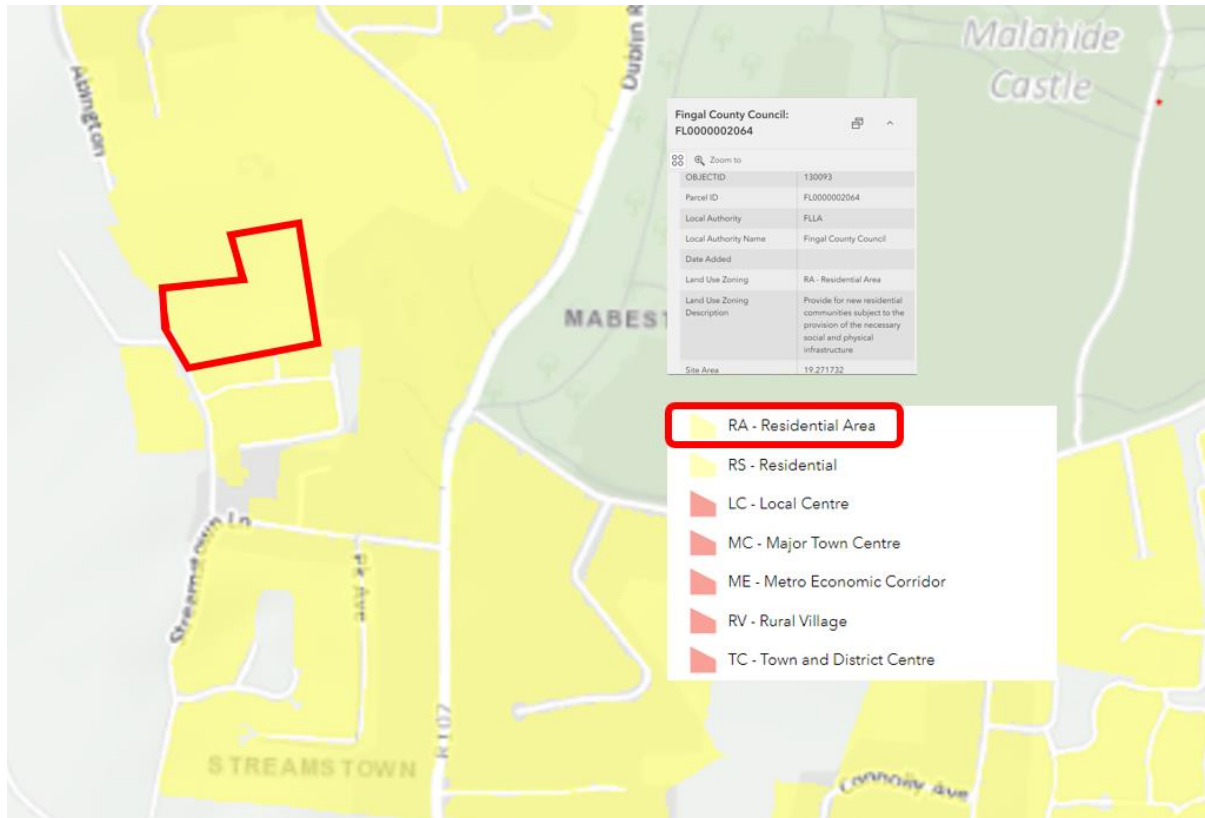 Malahide
Castle
Dublin R
Abington
Fingal County Council:
FL0000002064
Zoom to
OBJECTID 130093
Parcel ID FL0000002064
Local Authority FLLA
Local Authority Name Fingal County Council
Date Added
Land Use Zoning RA - Residential Area
Land Use Zoning Provide for new residential
Description communities subject to the
provision of the necessary
social and physical
infrastructure
Site Area 19.271732
MABEST
RA - Residential Area
RS - Residential
LC - Local Centre
MC - Major Town Centre
ME - Metro Economic Corridor
RV - Rural Village
TC - Town and District Centre
Streamstown Ln
Pk Ave
R107
STREAMSTOWN
Connolly Ave